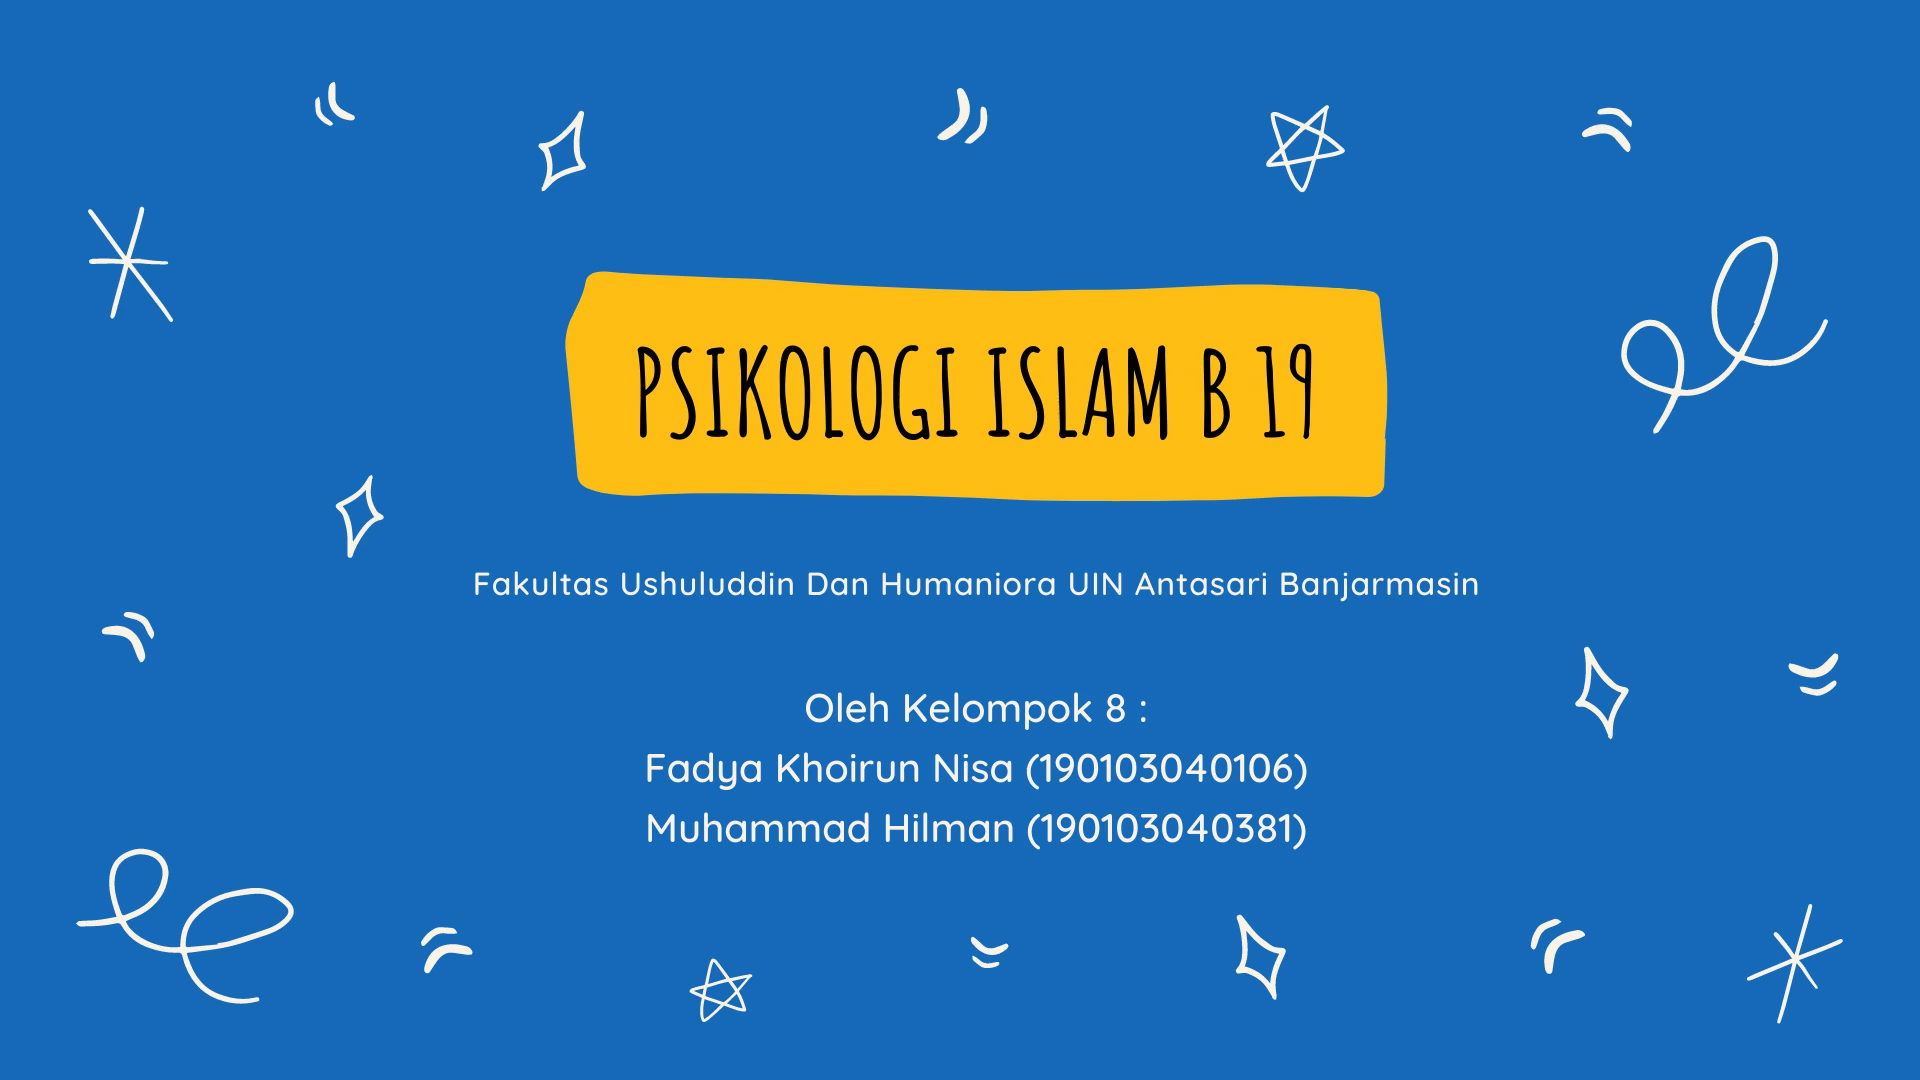 PSIKOLOGI ISLAM B 19
Fakultas Ushuluddin Dan Humaniora UIN Antasari Banjarmasin
Oleh Kelompok 8 :
Fadya Khoirun Nisa (190103040106)
Muhammad Hilman (190103040381)